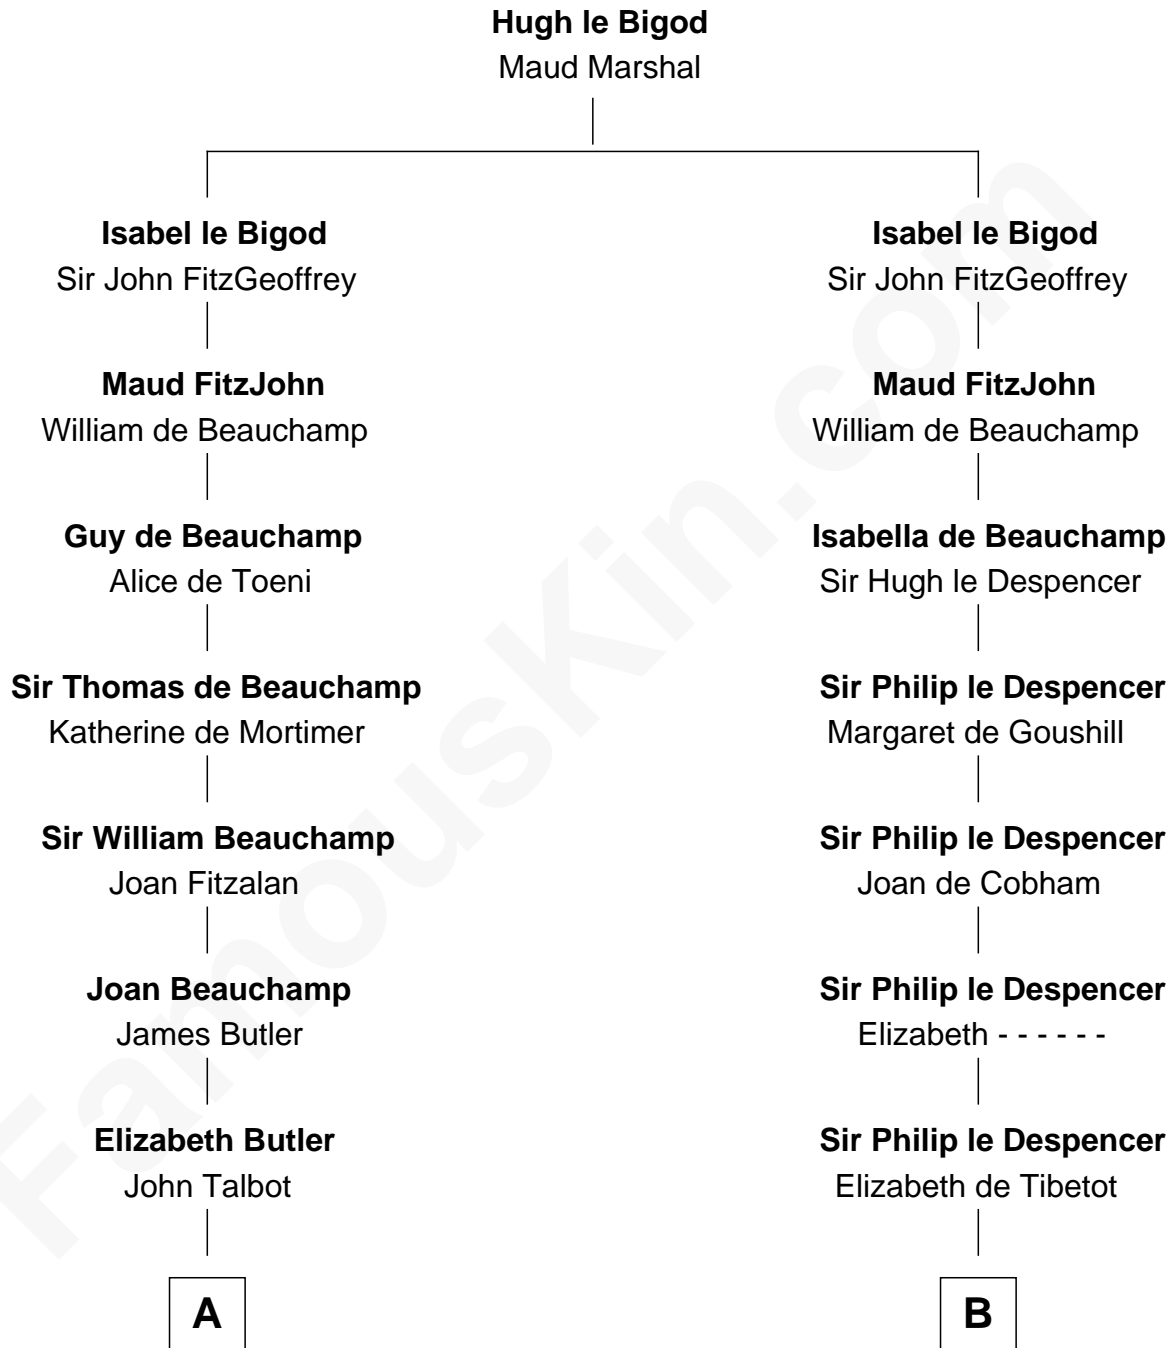 Hugh le Bigod
Maud Marshal
Isabel le Bigod
Sir John FitzGeoffrey
Maud FitzJohn
William de Beauchamp
Guy de Beauchamp
Alice de Toeni
Sir Thomas de Beauchamp
Katherine de Mortimer
Sir William Beauchamp
Joan Fitzalan
Joan Beauchamp
James Butler
Elizabeth Butler
John Talbot
A
Isabel le Bigod
Sir John FitzGeoffrey
Maud FitzJohn
William de Beauchamp
Isabella de Beauchamp
Sir Hugh le Despencer
Sir Philip le Despencer
Margaret de Goushill
Sir Philip le Despencer
Joan de Cobham
Sir Philip le Despencer
Elizabeth - - - - - -
Sir Philip le Despencer
Elizabeth de Tibetot
B
FamousKin.com